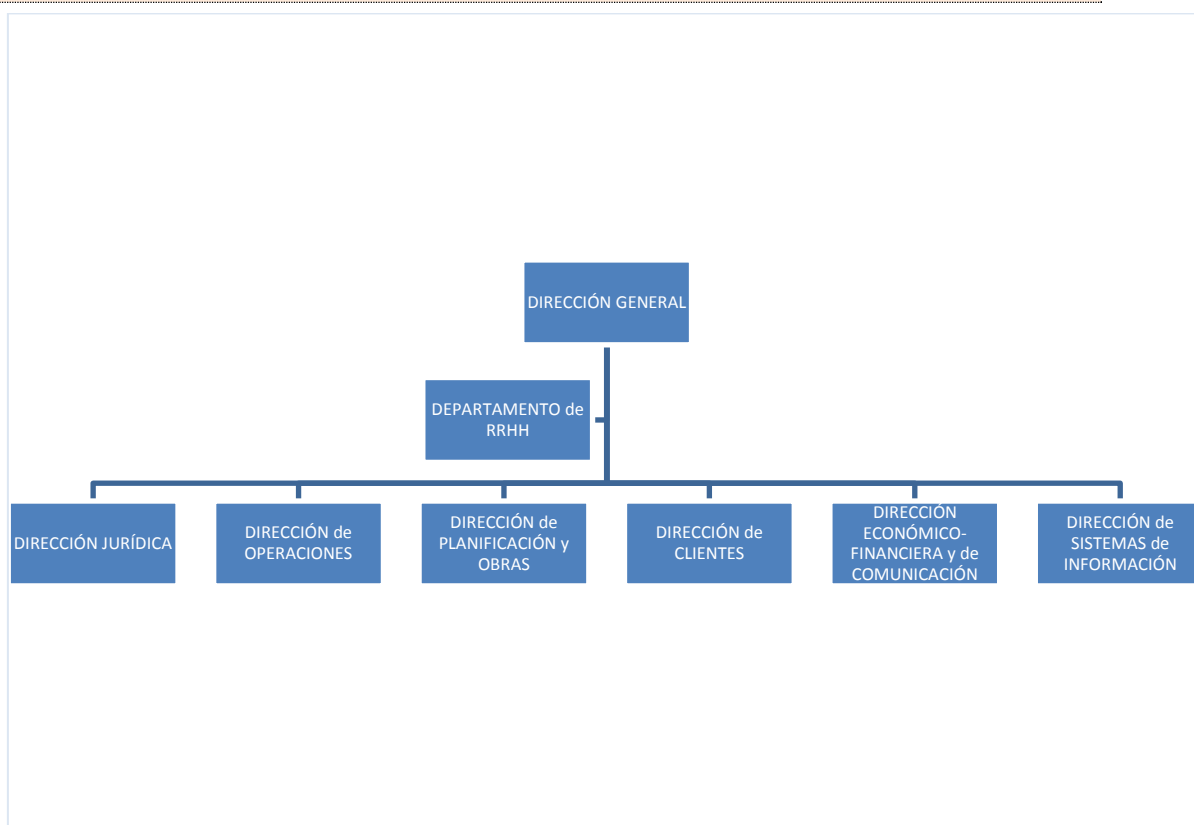 DIRECCIÓN GENERAL
DEPARTAMENTO de
RRHH
DIRECCIÓN JURÍDICA
DIRECCIÓN de
OPERACIONES
DIRECCIÓN de
PLANIFICACIÓN y
OBRAS
DIRECCIÓN de
CLIENTES
DIRECCIÓN
ECONÓMICO-
FINANCIERA y de
COMUNICACIÓN
DIRECCIÓN de
SISTEMAS de
INFORMACIÓN